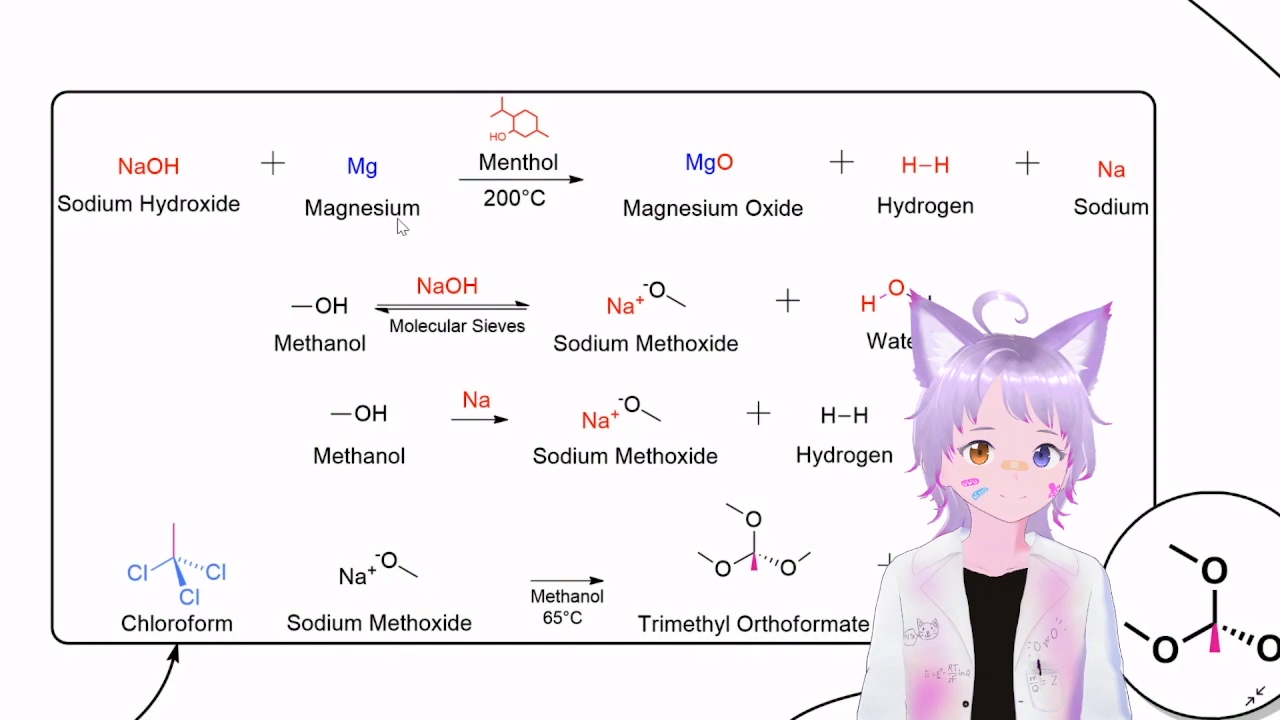 HO
NaOH + Mg Menthol MgO + H–H + Na
200°C
Sodium Hydroxide Magnesium Magnesium Oxide Hydrogen Sodium
NaOH
—OH Na⁺ ⁻O + H O
Molecular Sieves
Methanol Sodium Methoxide
—OH Na Na⁺ ⁻O + H–H
Methanol Sodium Methoxide Hydrogen
O
Cl Cl Cl Na⁺ ⁻O O O
Methanol
65°C
Chloroform Sodium Methoxide Trimethyl Orthoformate
O
O O